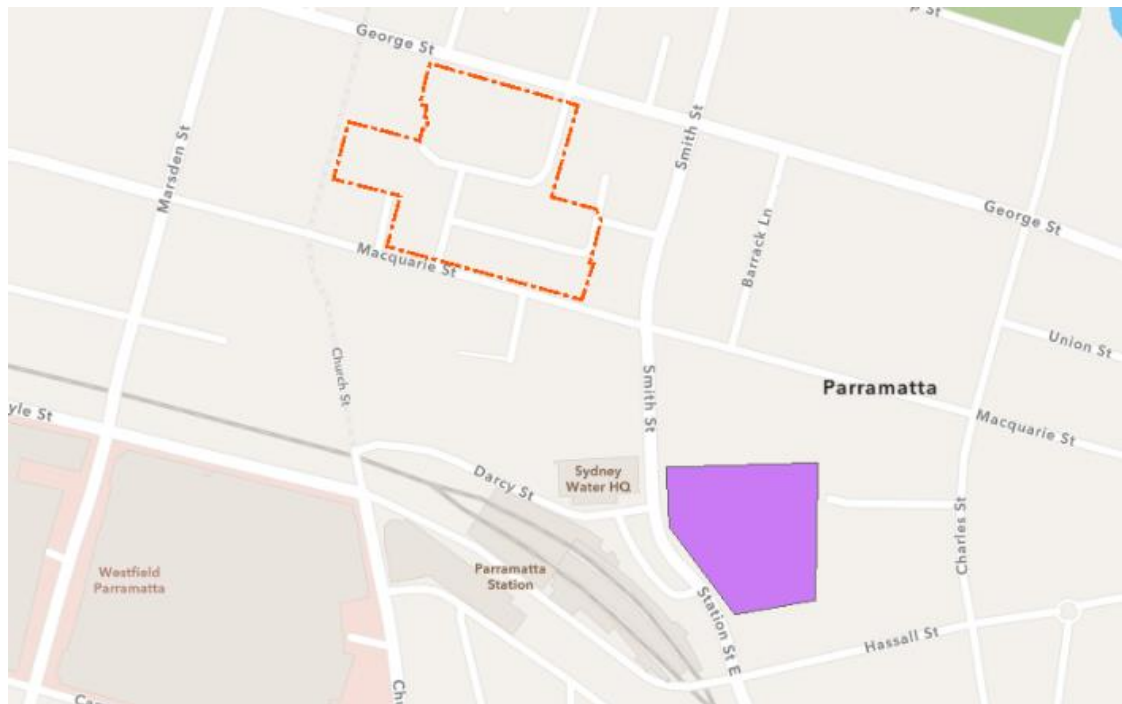 St
George St
Smith St
Marsden St
George St
Barrack Ln
Macquarie St
Union St
Church St
Smith St
Parramatta
yle St
Macquarie St
Sydney
Water HQ
Darcy St
Charles St
Westfield
Parramatta
Parramatta
Station
Station St E
Hassall St
Ch